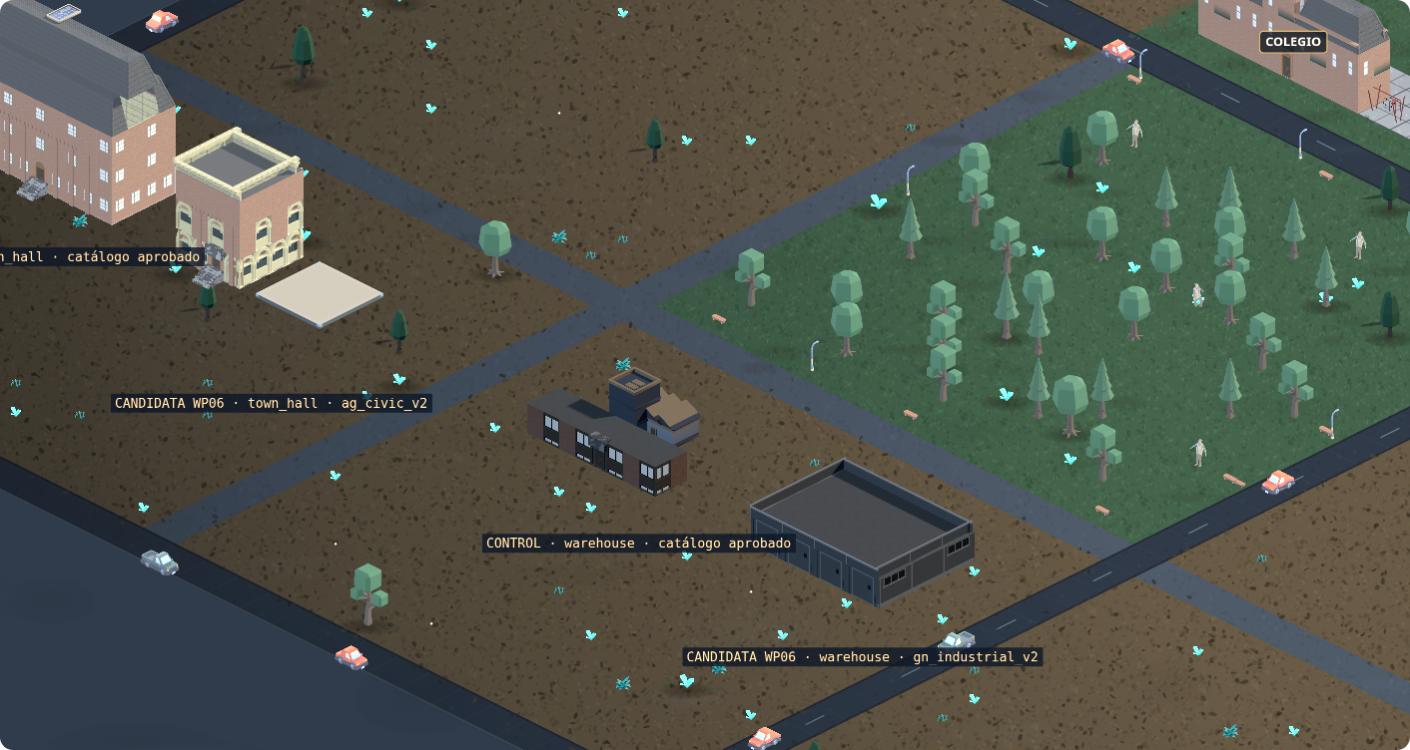 COLEGIO
n_hall · catálogo aprobado
CANDIDATA WP06 · town_hall · ag_civic_v2
CONTROL · warehouse · catálogo aprobado
CANDIDATA WP06 · warehouse · gn_industrial_v2